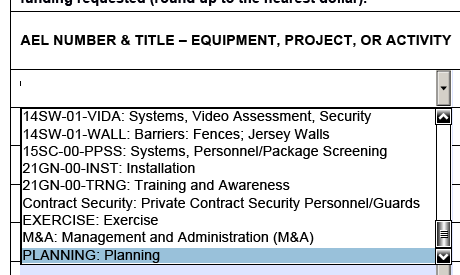 funding requested (round up to the nearest dollar).
AEL NUMBER & TITLE – EQUIPMENT, PROJECT, OR ACTIVITY
14SW-01-VIDA: Systems, Video Assessment, Security
14SW-01-WALL: Barriers: Fences; Jersey Walls
15SC-00-PPSS: Systems, Personnel/Package Screening
21GN-00-INST: Installation
21GN-00-TRNG: Training and Awareness
Contract Security: Private Contract Security Personnel/Guards
EXERCISE: Exercise
M&A: Management and Administration (M&A)
PLANNING: Planning